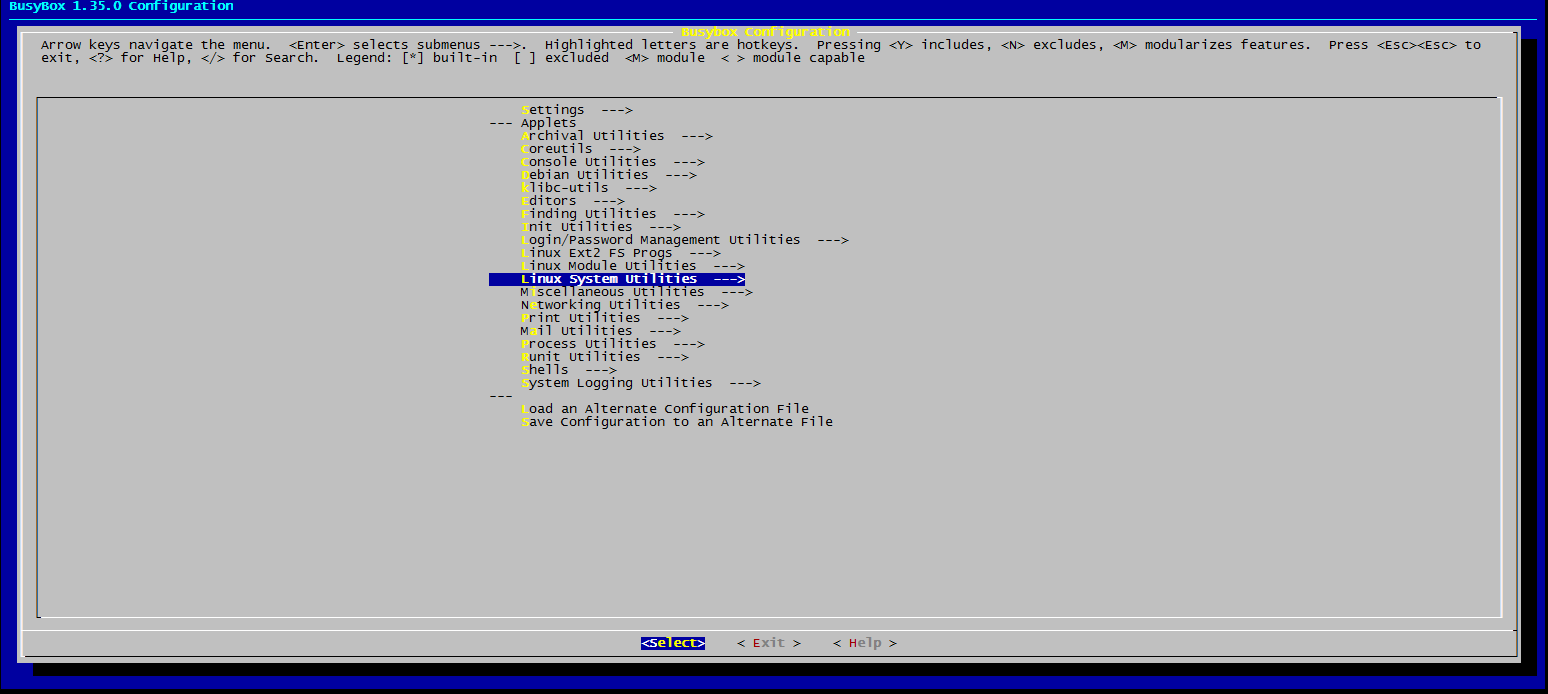 BusyBox 1.35.0 Configuration
Busybox Configuration
Arrow keys navigate the menu.  <Enter> selects submenus --->.  Highlighted letters are hotkeys.  Pressing <Y> includes, <N> excludes, <M> modularizes features.  Press <Esc><Esc> to
exit, <?> for Help, </> for Search.  Legend: [*] built-in  [ ] excluded  <M> module  < > module capable
Settings  --->
--- Applets
Archival Utilities  --->
Coreutils  --->
Console Utilities  --->
Debian Utilities  --->
klibc-utils  --->
Editors  --->
Finding Utilities  --->
Init Utilities  --->
Login/Password Management Utilities  --->
Linux Ext2 FS Progs  --->
Linux Module Utilities  --->
Linux System Utilities  --->
Miscellaneous Utilities  --->
Networking Utilities  --->
Print Utilities  --->
Mail Utilities  --->
Process Utilities  --->
Runit Utilities  --->
Shells  --->
System Logging Utilities  --->
---
Load an Alternate Configuration File
Save Configuration to an Alternate File
<Select>    < Exit >    < Help >